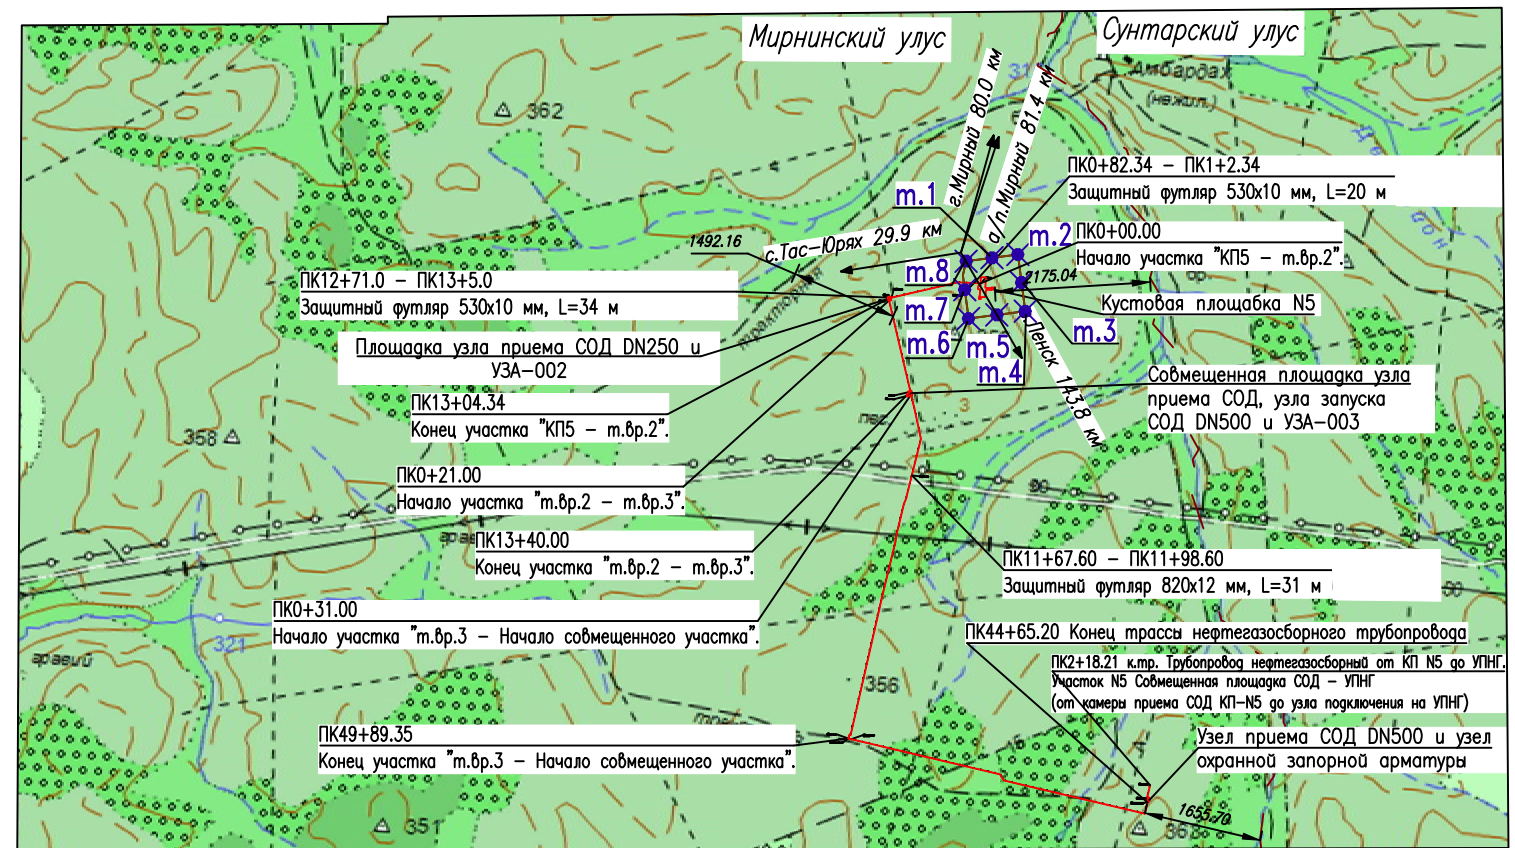 Мирнинский улус
Сунтарский улус
Амбардах
(нежил.)
362
г.Мирный 80.0 км
а/п.Мирный 81.4 км
ПК0+82.34 – ПК1+2.34
Защитный футляр 530х10 мм, L=20 м
т.1
т.2
ПК0+00.00
Начало участка "КП5 – т.вр.2".
1492.16
с.Тас–Юрях 29.9 км
т.8
2175.04
ПК12+71.0 – ПК13+5.0
Защитный футляр 530х10 мм, L=34 м
т.7
Кустовая площабка N5
т.3
т.6
т.5
т.4
Площадка узла приема СОД DN250 и
УЗА–002
Ленск 143.8 км
Совмещенная площадка узла
приема СОД, узла запуска
СОД DN500 и УЗА–003
ПК13+04.34
Конец участка "КП5 – т.вр.2".
3
358
ПК0+21.00
Начало участка "т.вр.2 – т.вр.3".
ПК13+40.00
Конец участка "т.вр.2 – т.вр.3".
ПК11+67.60 – ПК11+98.60
Защитный футляр 820х12 мм, L=31 м
ПК0+31.00
Начало участка "т.вр.3 – Начало совмещенного участка".
321
гравий
ПК44+65.20 Конец трассы нефтегазосборного трубопровода
ПК2+18.21 к.тр. Трубопровод нефтегазосборный от КП N5 до УПНГ.
Участок N5 Совмещенная площадка СОД – УПНГ
(от камеры приема СОД КП–N5 до узла подключения на УПНГ)
356
ПК49+89.35
Конец участка "т.вр.3 – Начало совмещенного участка".
Узел приема СОД DN500 и узел
охранной запорной арматуры
1655.70
351